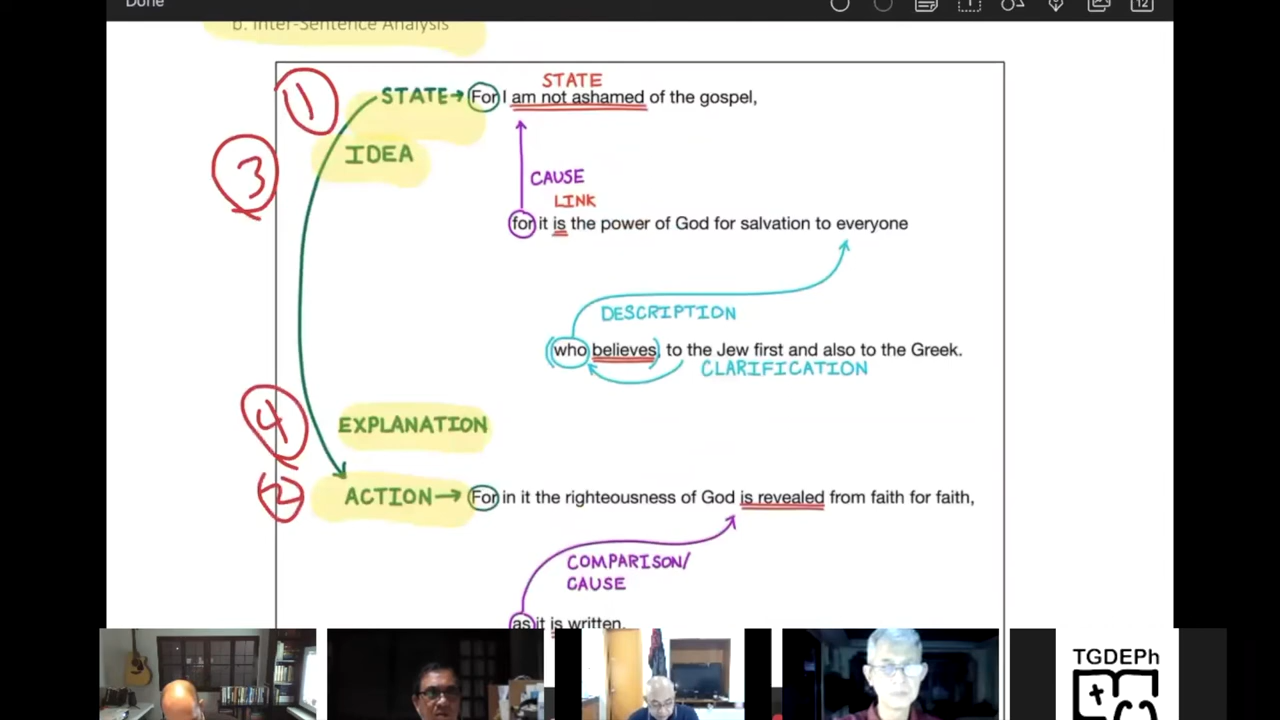 Done
12
b. Inter-Sentence Analysis
1 STATE → For I am not ashamed of the gospel,
STATE
3 IDEA
CAUSE
LINK
for it is the power of God for salvation to everyone
DESCRIPTION
(who believes) to the Jew first and also to the Greek.
CLARIFICATION
4 EXPLANATION
2 ACTION → For in it the righteousness of God is revealed from faith for faith,
COMPARISON/
CAUSE
as it is written,
TGDEPh